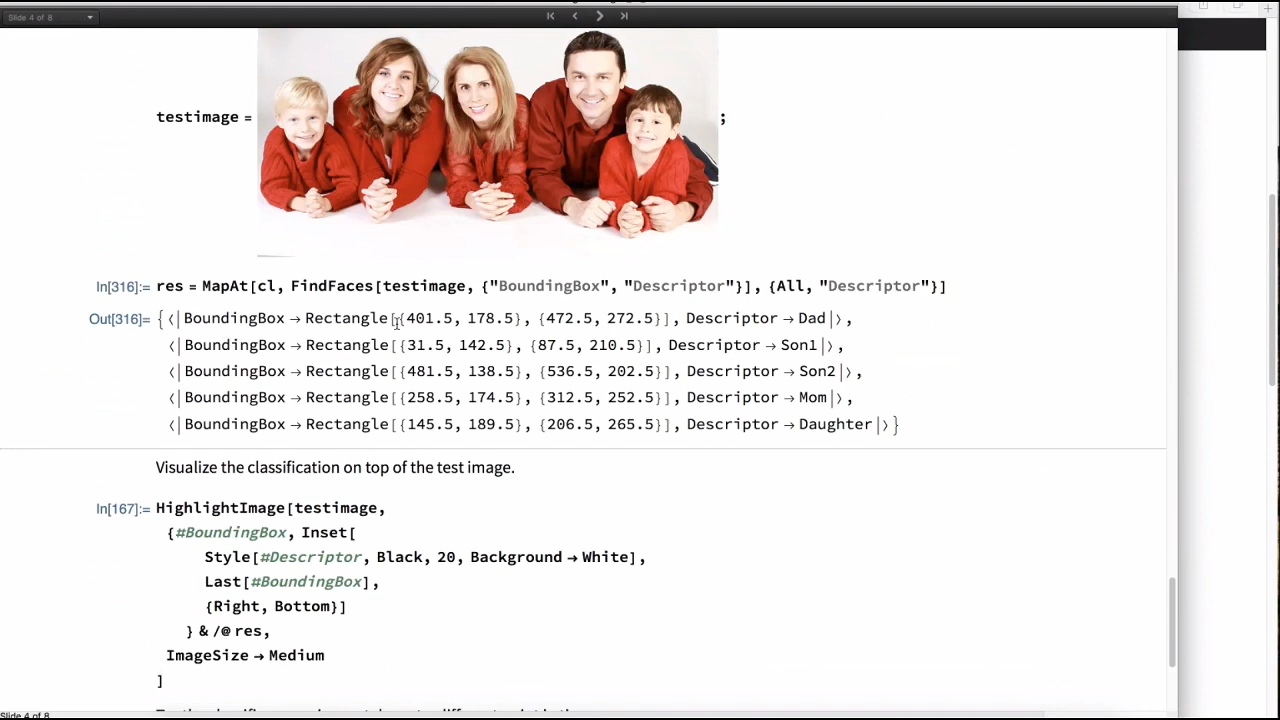 Slide 4 of 8
testimage = ;
In[316]:= res = MapAt[cl, FindFaces[testimage, {"BoundingBox", "Descriptor"}], {All, "Descriptor"}]
Out[316]= {<|BoundingBox → Rectangle[{401.5, 178.5}, {472.5, 272.5}], Descriptor → Dad|>,
<|BoundingBox → Rectangle[{31.5, 142.5}, {87.5, 210.5}], Descriptor → Son1|>,
<|BoundingBox → Rectangle[{481.5, 138.5}, {536.5, 202.5}], Descriptor → Son2|>,
<|BoundingBox → Rectangle[{258.5, 174.5}, {312.5, 252.5}], Descriptor → Mom|>,
<|BoundingBox → Rectangle[{145.5, 189.5}, {206.5, 265.5}], Descriptor → Daughter|>}
Visualize the classification on top of the test image.
In[167]:= HighlightImage[testimage,
{#BoundingBox, Inset[
Style[#Descriptor, Black, 20, Background → White],
Last[#BoundingBox],
{Right, Bottom}]
} & /@ res,
ImageSize → Medium
]
Slide 4 of 8